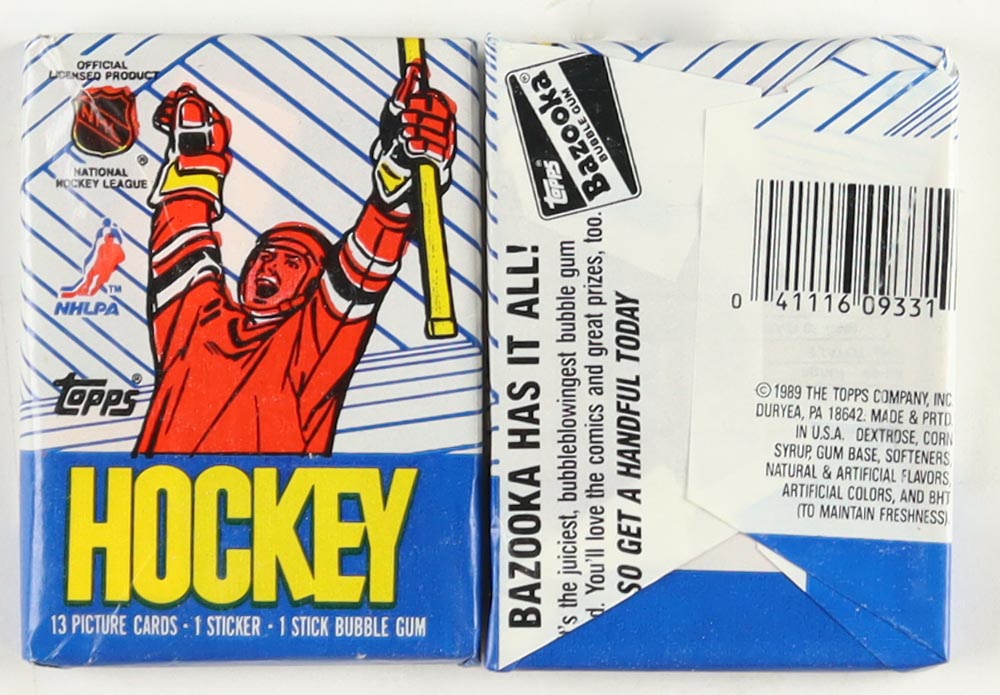 OFFICIAL
LICENSED PRODUCT
NHL
®
NATIONAL
HOCKEY LEAGUE
TM
NHLPA
Topps®
HOCKEY
13 PICTURE CARDS · 1 STICKER · 1 STICK BUBBLE GUM
Topps®
Bazooka®
BUBBLE GUM
BAZOOKA HAS IT ALL!
's the juiciest, bubbleblowingest bubble gum
d. You'll love the comics and great prizes, too.
SO GET A HANDFUL TODAY
0 41116 09331
©1989 THE TOPPS COMPANY, INC
DURYEA, PA 18642. MADE & PRTD.
IN U.S.A. DEXTROSE, CORN
SYRUP, GUM BASE, SOFTENERS,
NATURAL & ARTIFICIAL FLAVORS,
ARTIFICIAL COLORS, AND BHT
(TO MAINTAIN FRESHNESS).